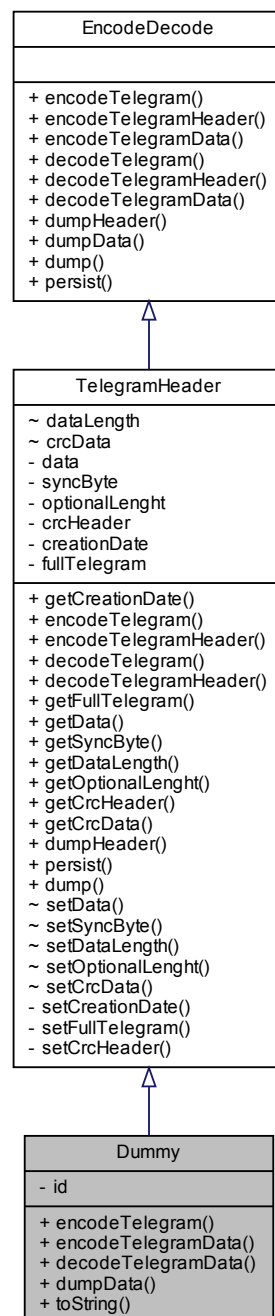 EncodeDecode
+ encodeTelegram()
+ encodeTelegramHeader()
+ encodeTelegramData()
+ decodeTelegram()
+ decodeTelegramHeader()
+ decodeTelegramData()
+ dumpHeader()
+ dumpData()
+ dump()
+ persist()
TelegramHeader
~ dataLength
~ crcData
- data
- syncByte
- optionalLenght
- crcHeader
- creationDate
- fullTelegram
+ getCreationDate()
+ encodeTelegram()
+ encodeTelegramHeader()
+ decodeTelegram()
+ decodeTelegramHeader()
+ getFullTelegram()
+ getData()
+ getSyncByte()
+ getDataLength()
+ getOptionalLenght()
+ getCrcHeader()
+ getCrcData()
+ dumpHeader()
+ persist()
+ dump()
~ setData()
~ setSyncByte()
~ setDataLength()
~ setOptionalLenght()
~ setCrcData()
- setCreationDate()
- setFullTelegram()
- setCrcHeader()
Dummy
- id
+ encodeTelegram()
+ encodeTelegramData()
+ decodeTelegramData()
+ dumpData()
+ toString()